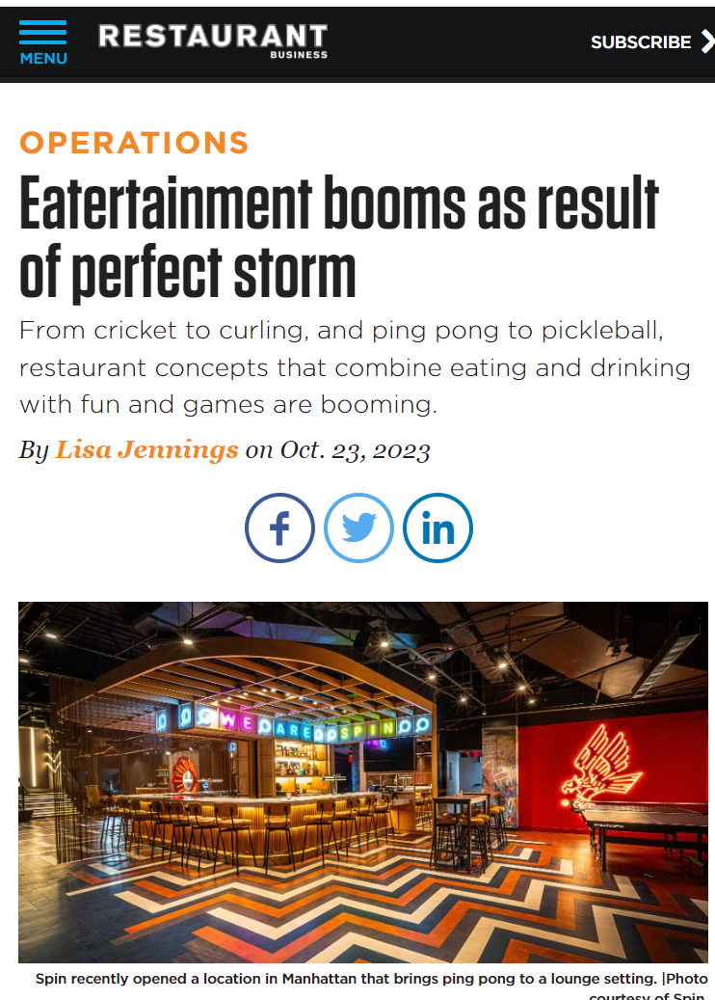 RESTAURANT
BUSINESS
MENU
SUBSCRIBE
OPERATIONS
Eatertainment booms as result
of perfect storm
From cricket to curling, and ping pong to pickleball,
restaurant concepts that combine eating and drinking
with fun and games are booming.
By Lisa Jennings on Oct. 23, 2023
f
in
WE ARE SPIN
Spin recently opened a location in Manhattan that brings ping pong to a lounge setting. |Photo
courtesy of Spin.